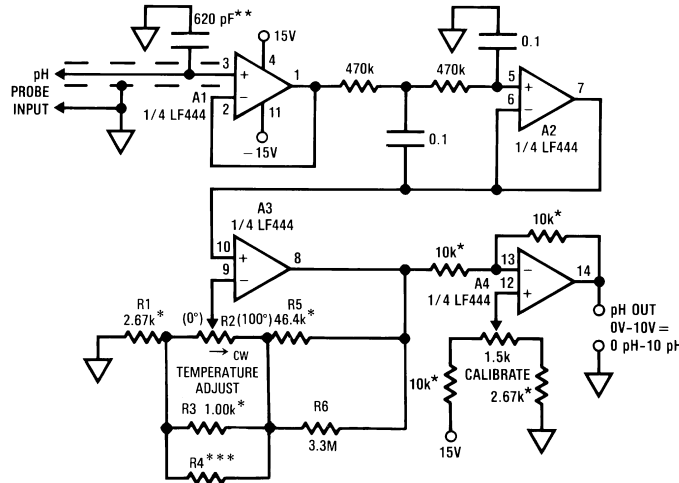 620 pF**
15V
pH
PROBE
INPUT
3
+
4
1
A1
−
2
11
1/4 LF444
−15V
470k
470k
0.1
0.1
5
+
6
−
7
A2
1/4 LF444
A3
1/4 LF444
10
+
9
−
8
10k*
10k*
A4
1/4 LF444
13
−
12
+
14
pH OUT
0V–10V =
0 pH–10 pH
R1
2.67k*
(0°)
R2
(100°)
R5
46.4k*
→ CW
TEMPERATURE
ADJUST
R3 1.00k*
R4***
R6
3.3M
1.5k
CALIBRATE
10k*
2.67k*
15V